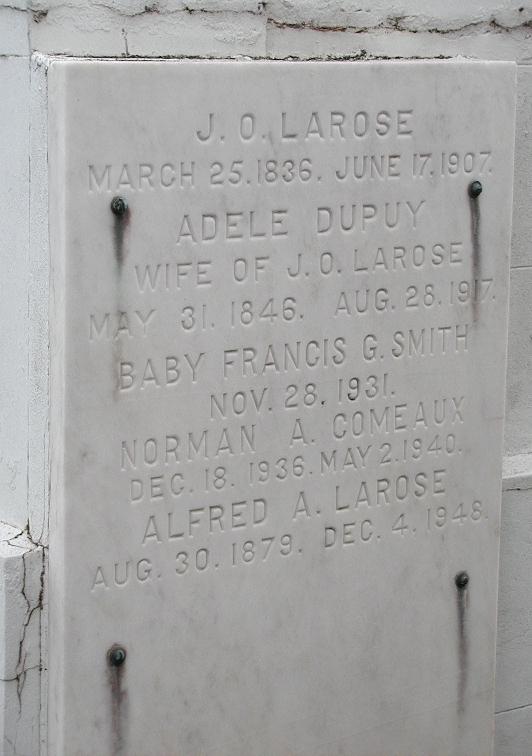 J. O. LAROSE
MARCH 25. 1836. JUNE 17, 1907.
ADELE DUPUY
WIFE OF J. O. LAROSE
MAY 31. 1846. AUG. 28. 1917.
BABY FRANCIS G. SMITH
NOV. 28, 1931.
NORMAN A. COMEAUX
DEC. 18. 1936. MAY 2. 1940.
ALFRED A. LAROSE
AUG. 30. 1879. DEC. 4. 1948.